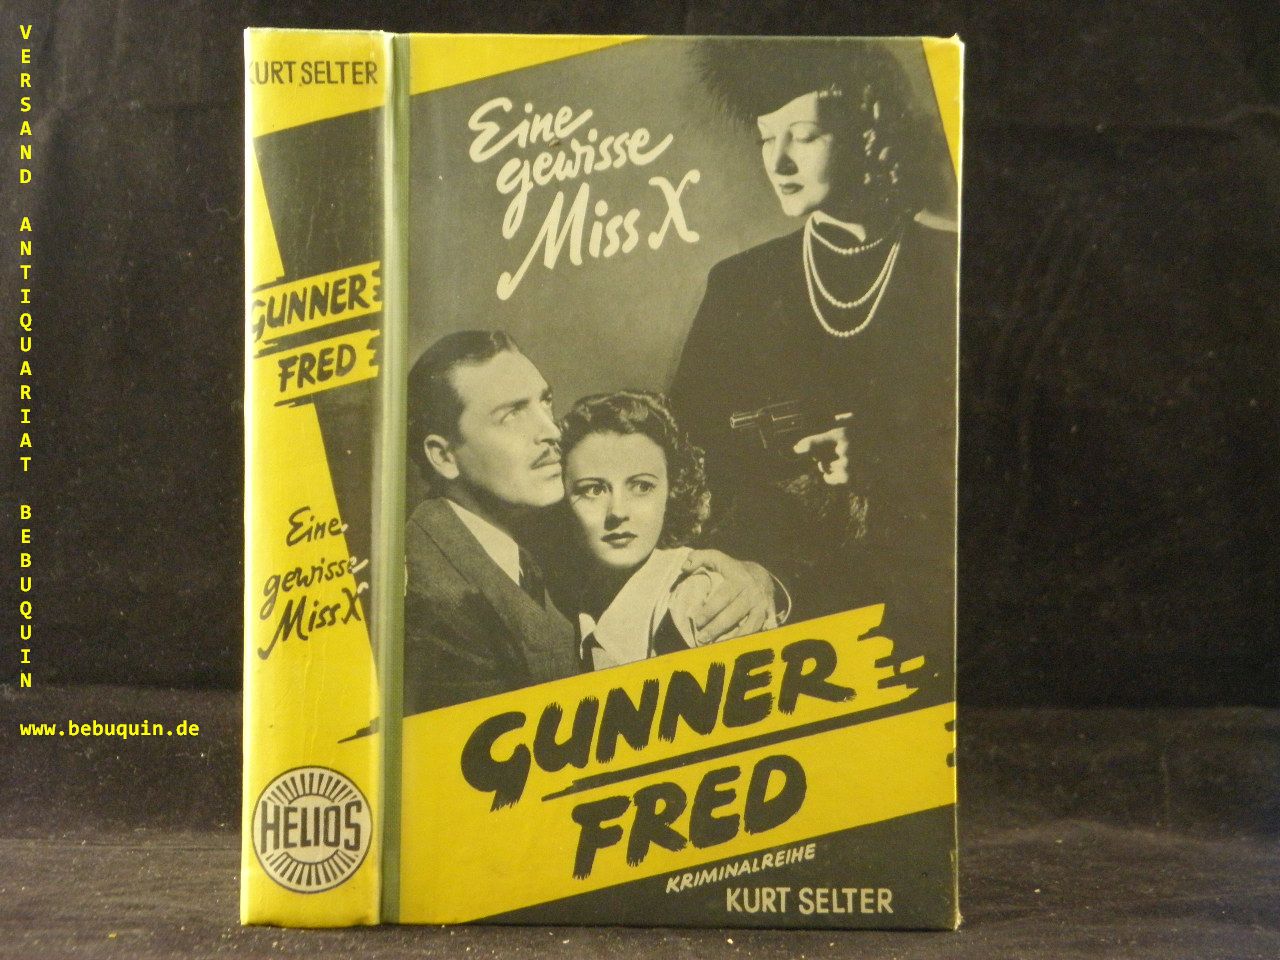 VERSAND ANTIQUARIAT BEBUQUIN
www.bebuquin.de
KURT SELTER
GUNNER
FRED
Eine
gewisse
Miss X
HELIOS
Eine
gewisse
Miss X
GUNNER
FRED
KRIMINALREIHE
KURT SELTER